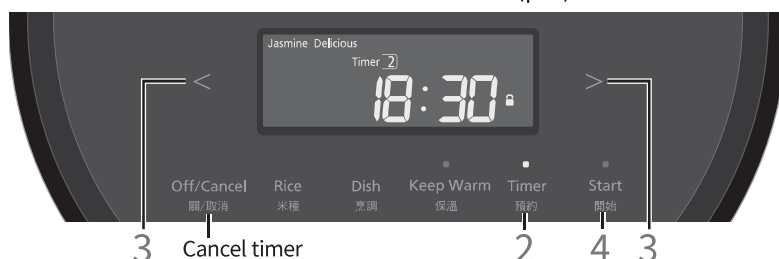 Jasmine Delicious
Timer 2
18:30
< >
Off/Cancel Rice Dish Keep Warm Timer Start
關/取消 米種 烹調 保溫 預約 開始
3 Cancel timer 2 4 3